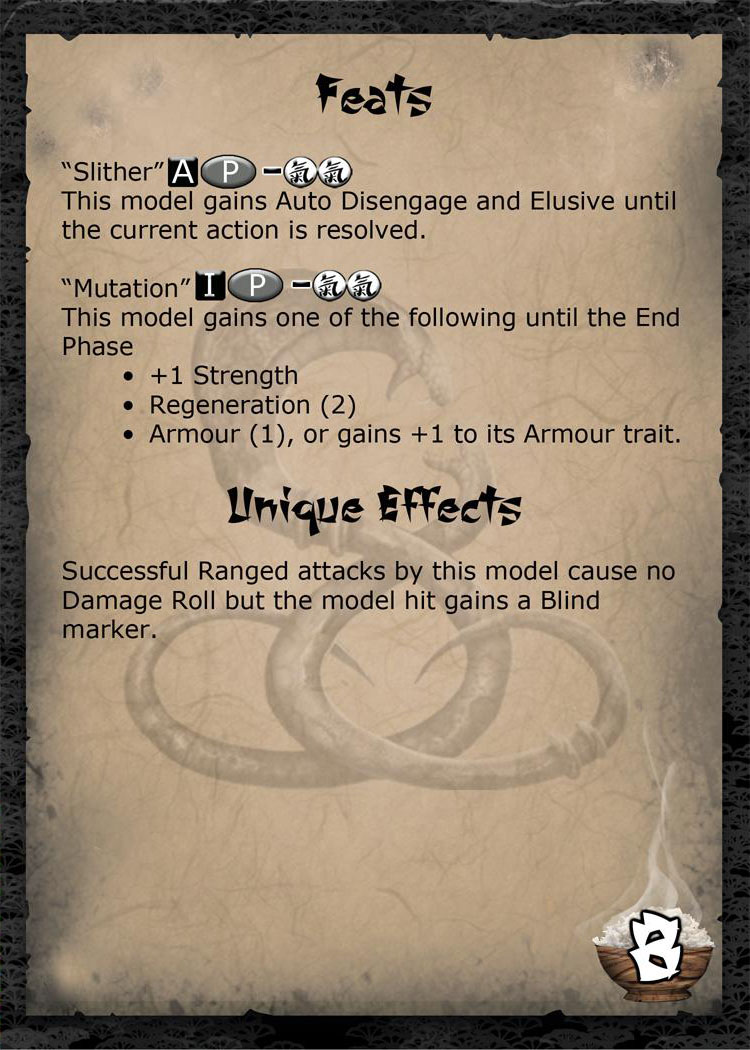 Feats
“Slither” A P -氣氣
This model gains Auto Disengage and Elusive until
the current action is resolved.
“Mutation” I P -氣氣
This model gains one of the following until the End
Phase
• +1 Strength
• Regeneration (2)
• Armour (1), or gains +1 to its Armour trait.
Unique Effects
Successful Ranged attacks by this model cause no
Damage Roll but the model hit gains a Blind
marker.
8